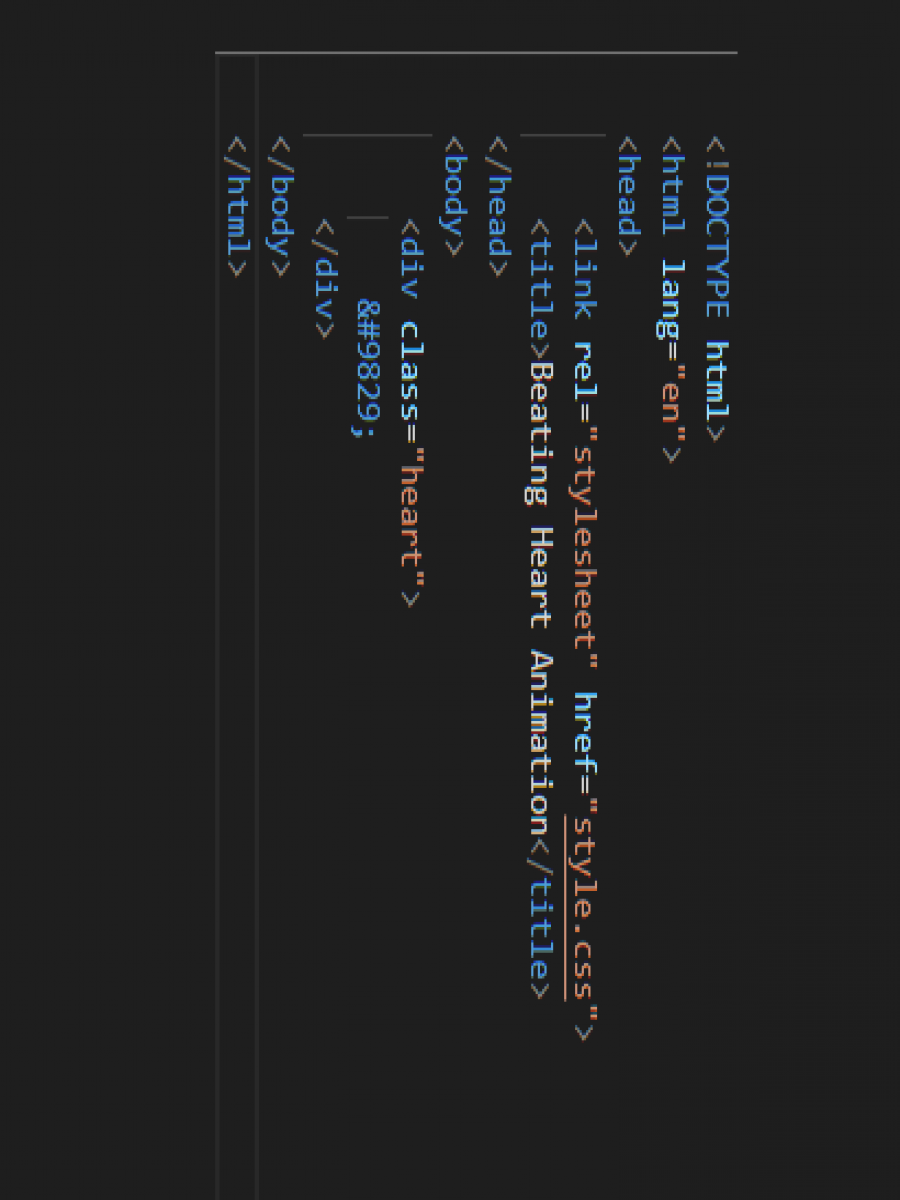 <!DOCTYPE html>
<html lang="en">
<head>
<link rel="stylesheet" href="style.css">
<title>Beating Heart Animation</title>
</head>
<body>
<div class="heart">
&#9829;
</div>
</body>
</html>